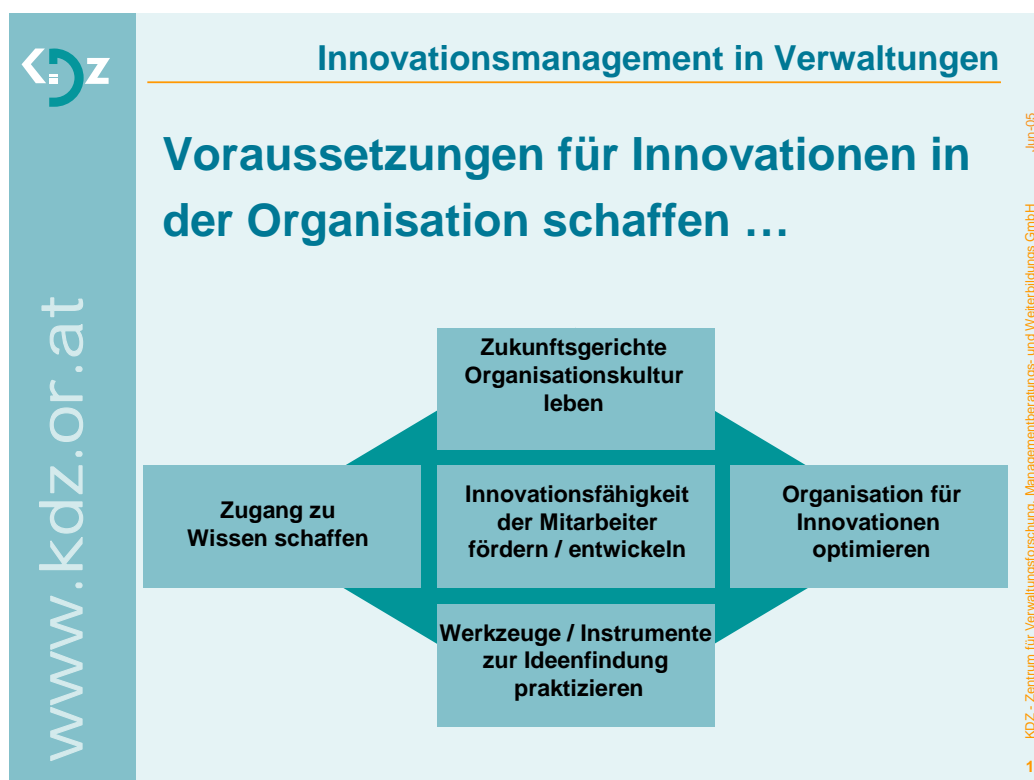 KDZ
Innovationsmanagement in Verwaltungen
Voraussetzungen für Innovationen in
der Organisation schaffen …
Zukunftsgerichte
Organisationskultur
leben
Zugang zu
Wissen schaffen
Innovationsfähigkeit
der Mitarbeiter
fördern / entwickeln
Organisation für
Innovationen
optimieren
Werkzeuge / Instrumente
zur Ideenfindung
praktizieren
www.kdz.or.at
KDZ - Zentrum für Verwaltungsforschung, Managementberatungs- und Weiterbildungs GmbH Jun-05
1